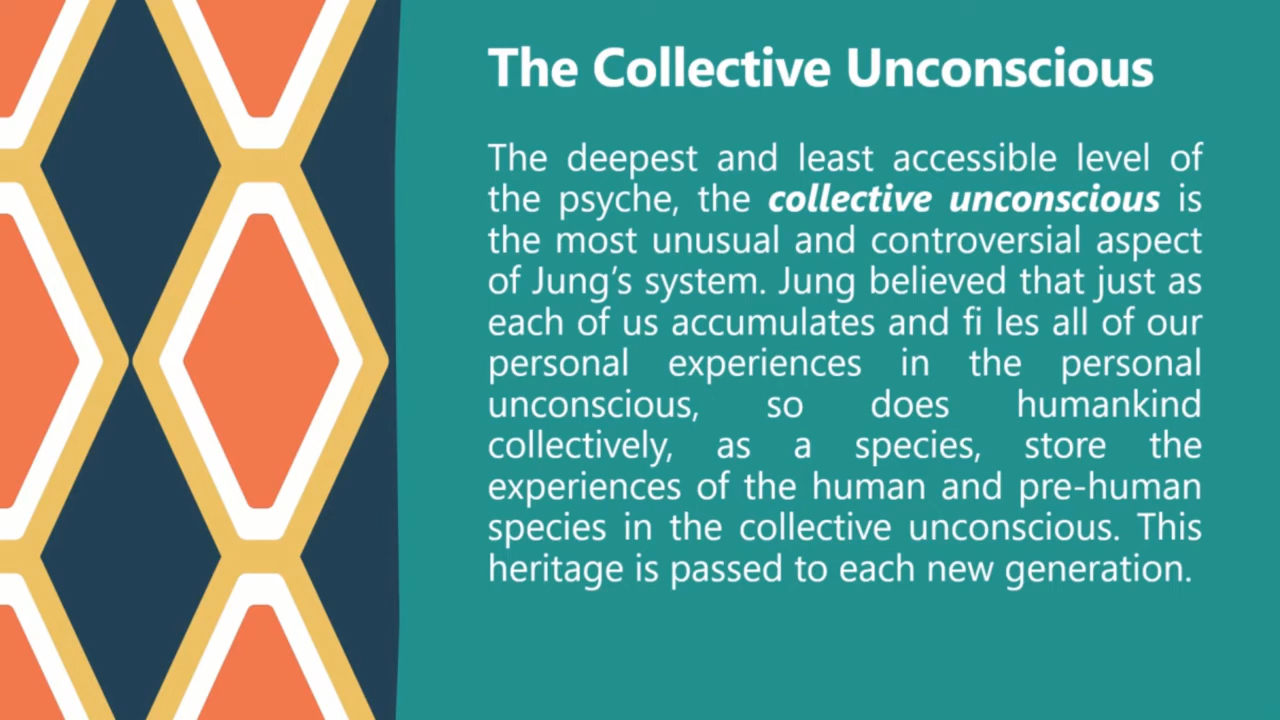 The Collective Unconscious
The deepest and least accessible level of
the psyche, the collective unconscious is
the most unusual and controversial aspect
of Jung’s system. Jung believed that just as
each of us accumulates and fi les all of our
personal experiences in the personal
unconscious, so does humankind
collectively, as a species, store the
experiences of the human and pre-human
species in the collective unconscious. This
heritage is passed to each new generation.